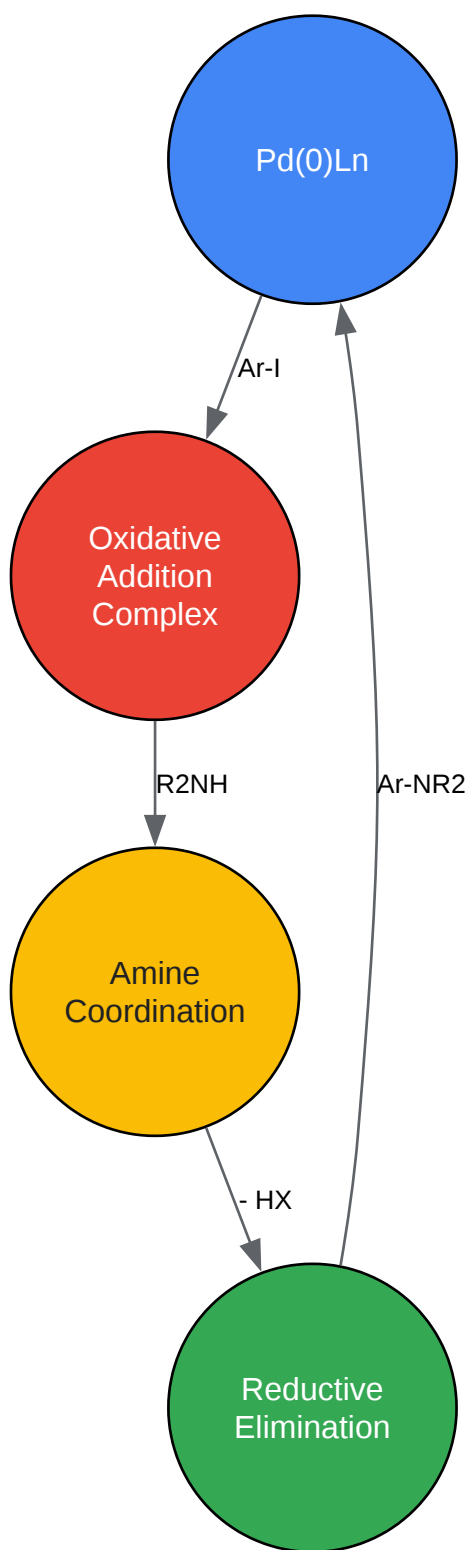 Pd(0)Ln
Ar-I
Oxidative
Addition
Complex
R2NH
Ar-NR2
Amine
Coordination
- HX
Reductive
Elimination